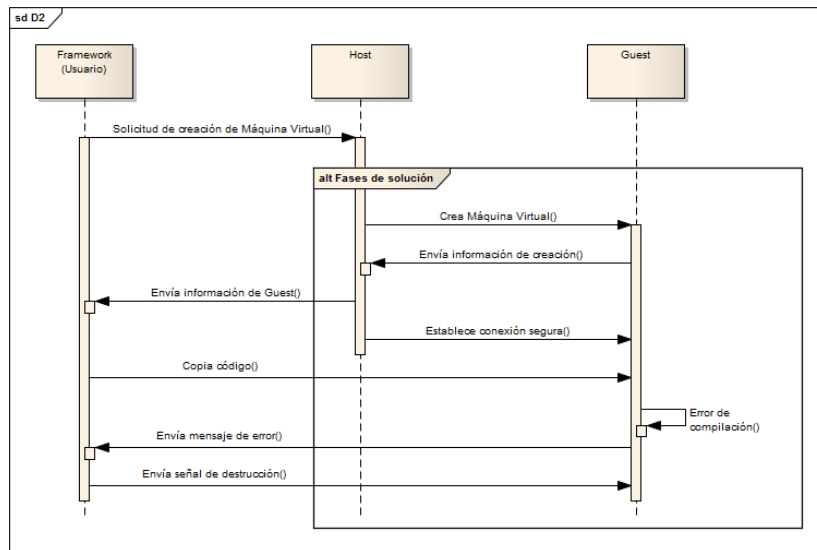 sd D2
Framework
(Usuario)
Host
Guest
Solicitud de creación de Máquina Virtual()
alt Fases de solución
Crea Máquina Virtual()
Envía información de creación()
Envía información de Guest()
Establece conexión segura()
Copia código()
Error de
compilación()
Envía mensaje de error()
Envía señal de destrucción()